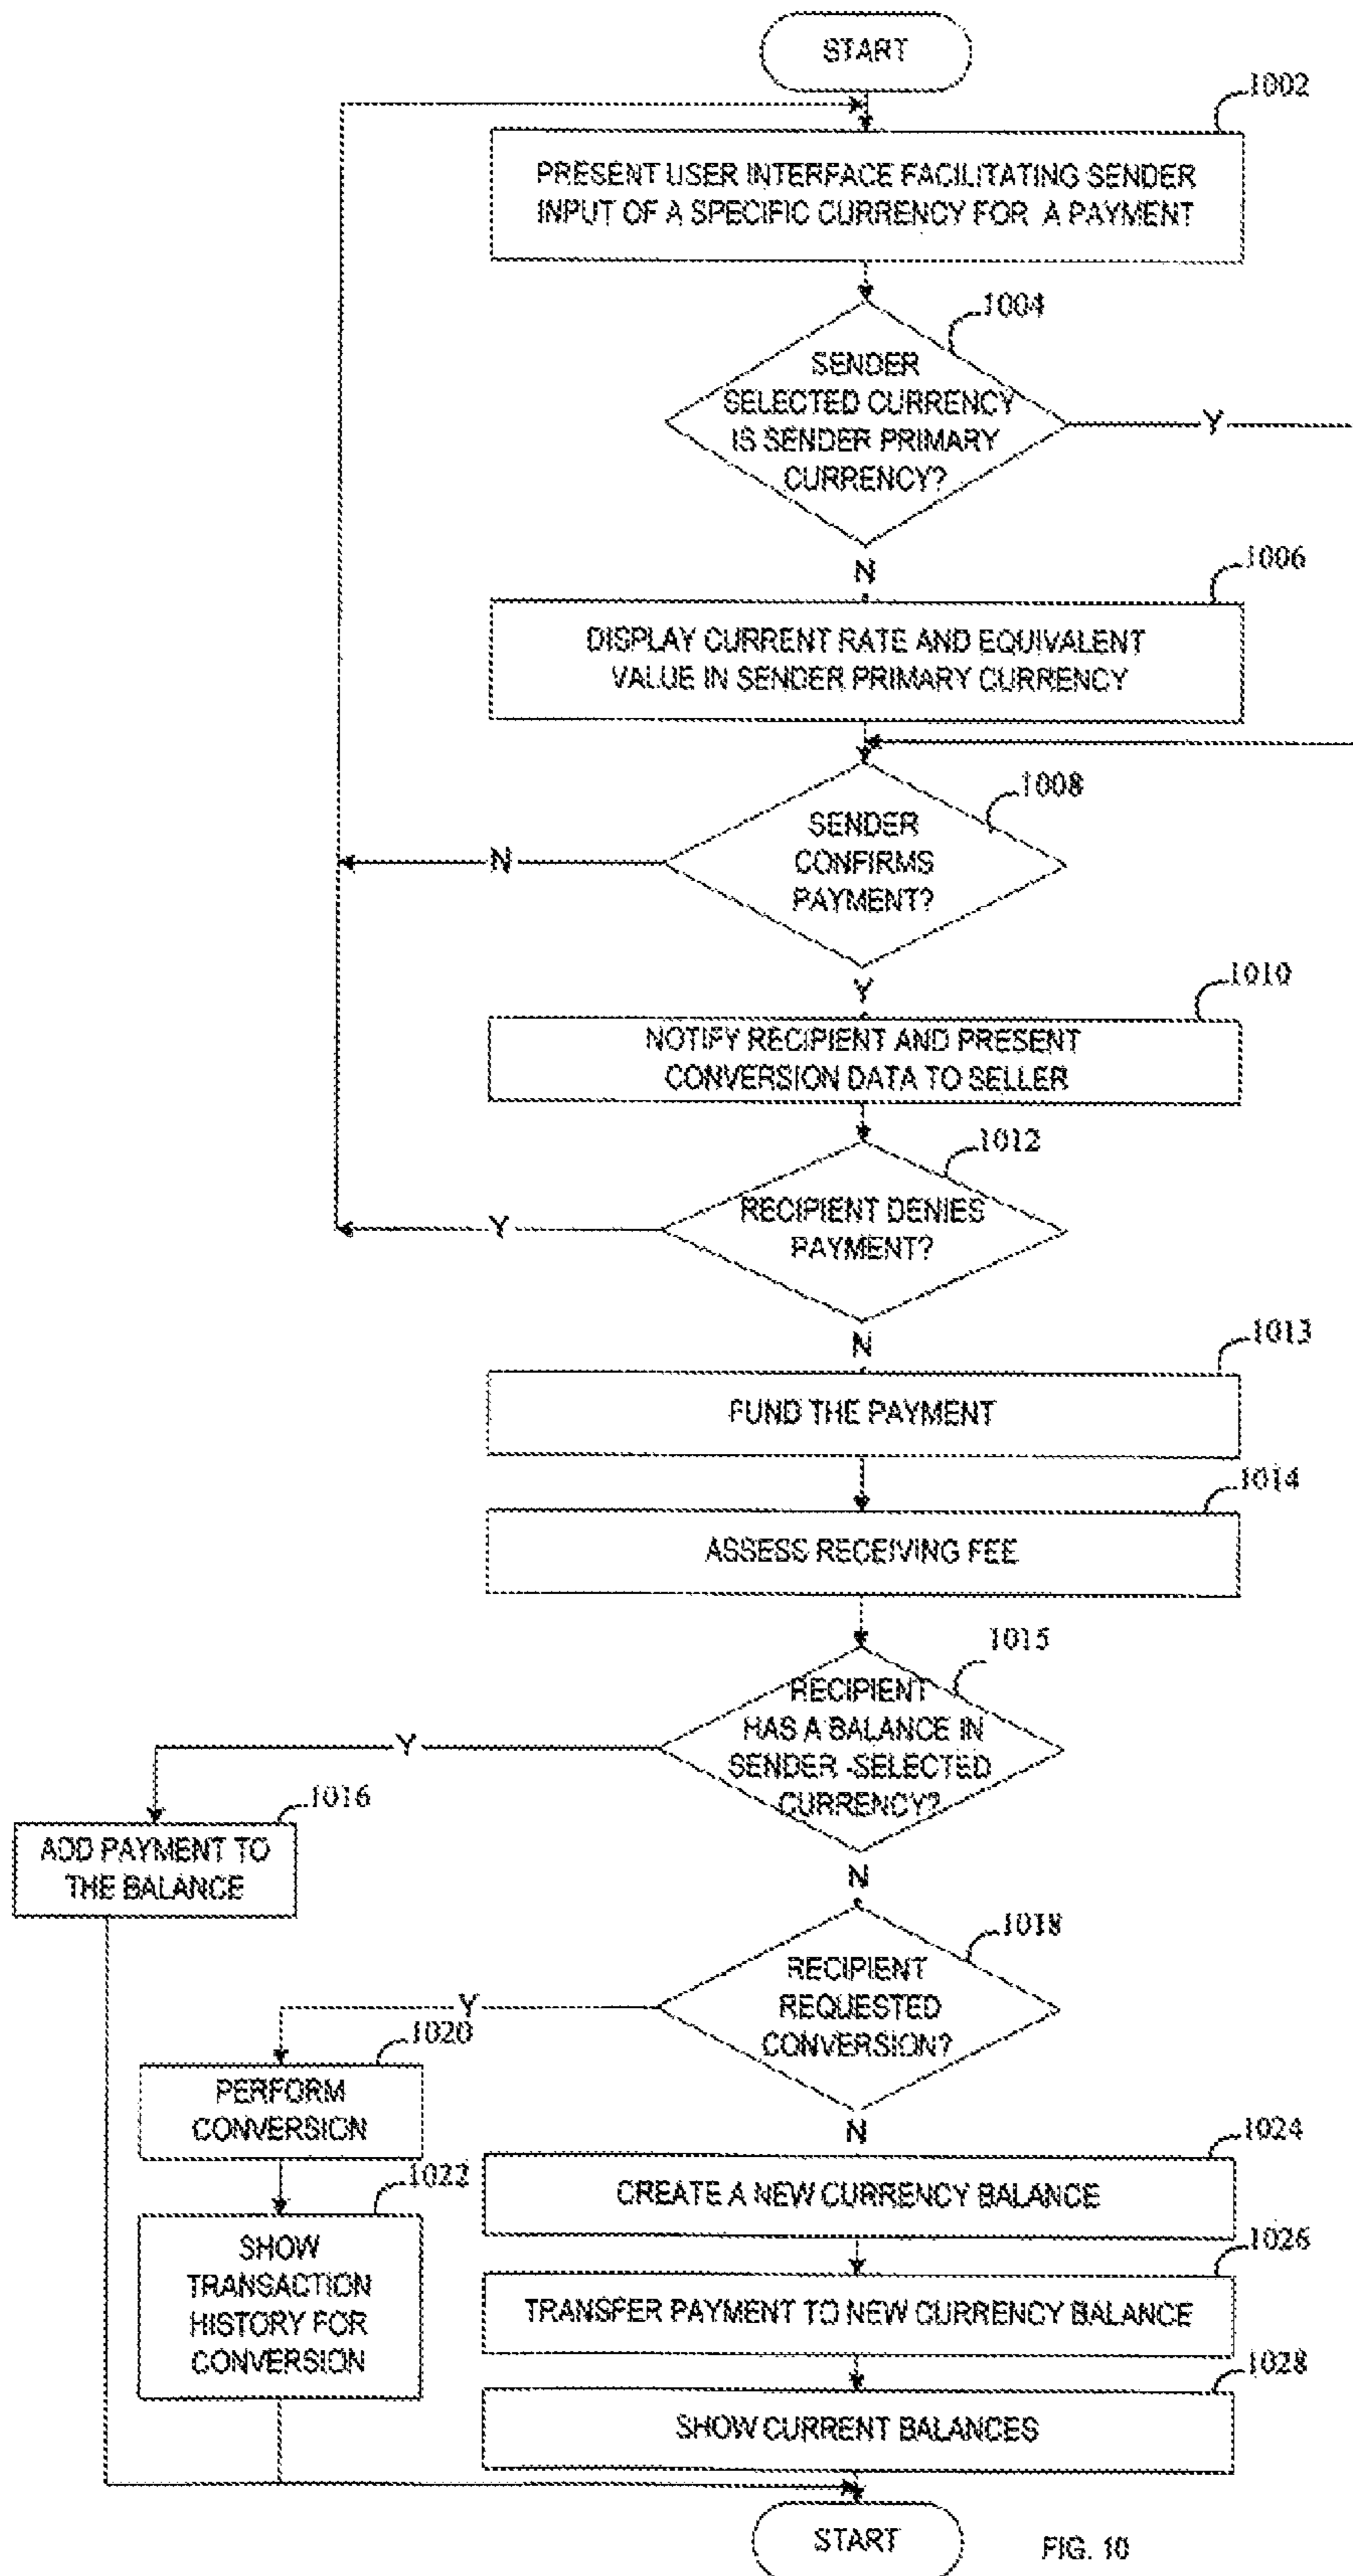 START
1002
PRESENT USER INTERFACE FACILITATING SENDER
INPUT OF A SPECIFIC CURRENCY FOR A PAYMENT
1004
SENDER
SELECTED CURRENCY
IS SENDER PRIMARY
CURRENCY?
Y
N
1006
DISPLAY CURRENT RATE AND EQUIVALENT
VALUE IN SENDER PRIMARY CURRENCY
1008
SENDER
CONFIRMS
PAYMENT?
N
Y
1010
NOTIFY RECIPIENT AND PRESENT
CONVERSION DATA TO SELLER
1012
RECIPIENT DENIES
PAYMENT?
Y
N
1013
FUND THE PAYMENT
1014
ASSESS RECEIVING FEE
1015
RECIPIENT
HAS A BALANCE IN
SENDER -SELECTED
CURRENCY?
Y
1016
ADD PAYMENT TO
THE BALANCE
N
1018
RECIPIENT
REQUESTED
CONVERSION?
Y
1020
PERFORM
CONVERSION
N
1022
SHOW
TRANSACTION
HISTORY FOR
CONVERSION
1024
CREATE A NEW CURRENCY BALANCE
1026
TRANSFER PAYMENT TO NEW CURRENCY BALANCE
1028
SHOW CURRENT BALANCES
START
FIG. 10